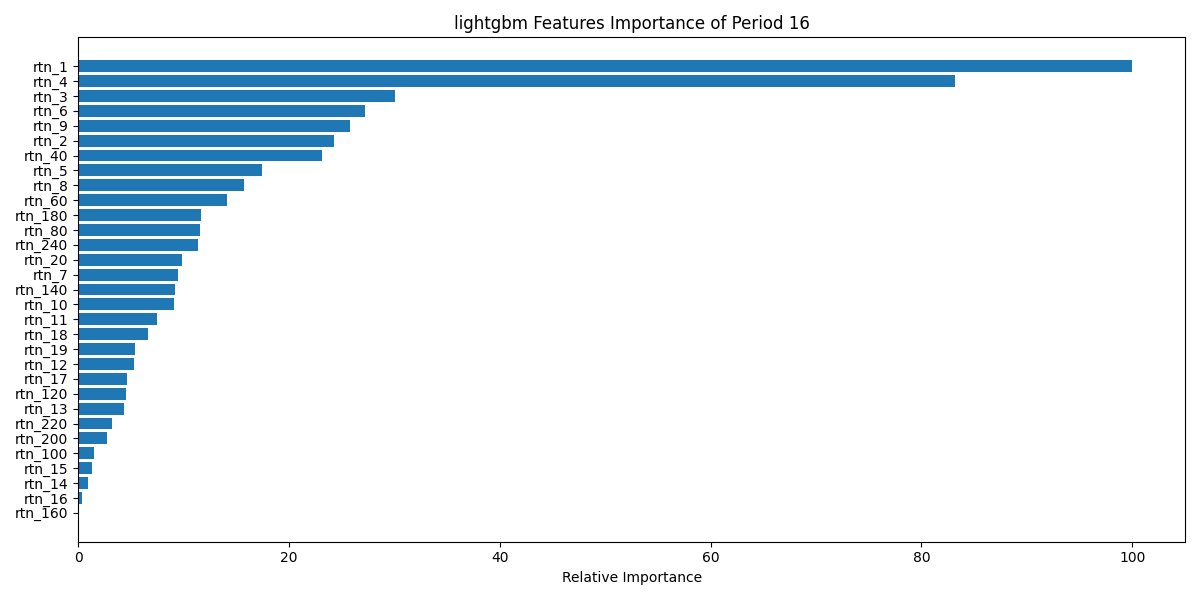 lightgbm Features Importance of Period 16
rtn_1
rtn_4
rtn_3
rtn_6
rtn_9
rtn_2
rtn_40
rtn_5
rtn_8
rtn_60
rtn_180
rtn_80
rtn_240
rtn_20
rtn_7
rtn_140
rtn_10
rtn_11
rtn_18
rtn_19
rtn_12
rtn_17
rtn_120
rtn_13
rtn_220
rtn_200
rtn_100
rtn_15
rtn_14
rtn_16
rtn_160
0 20 40 60 80 100
Relative Importance